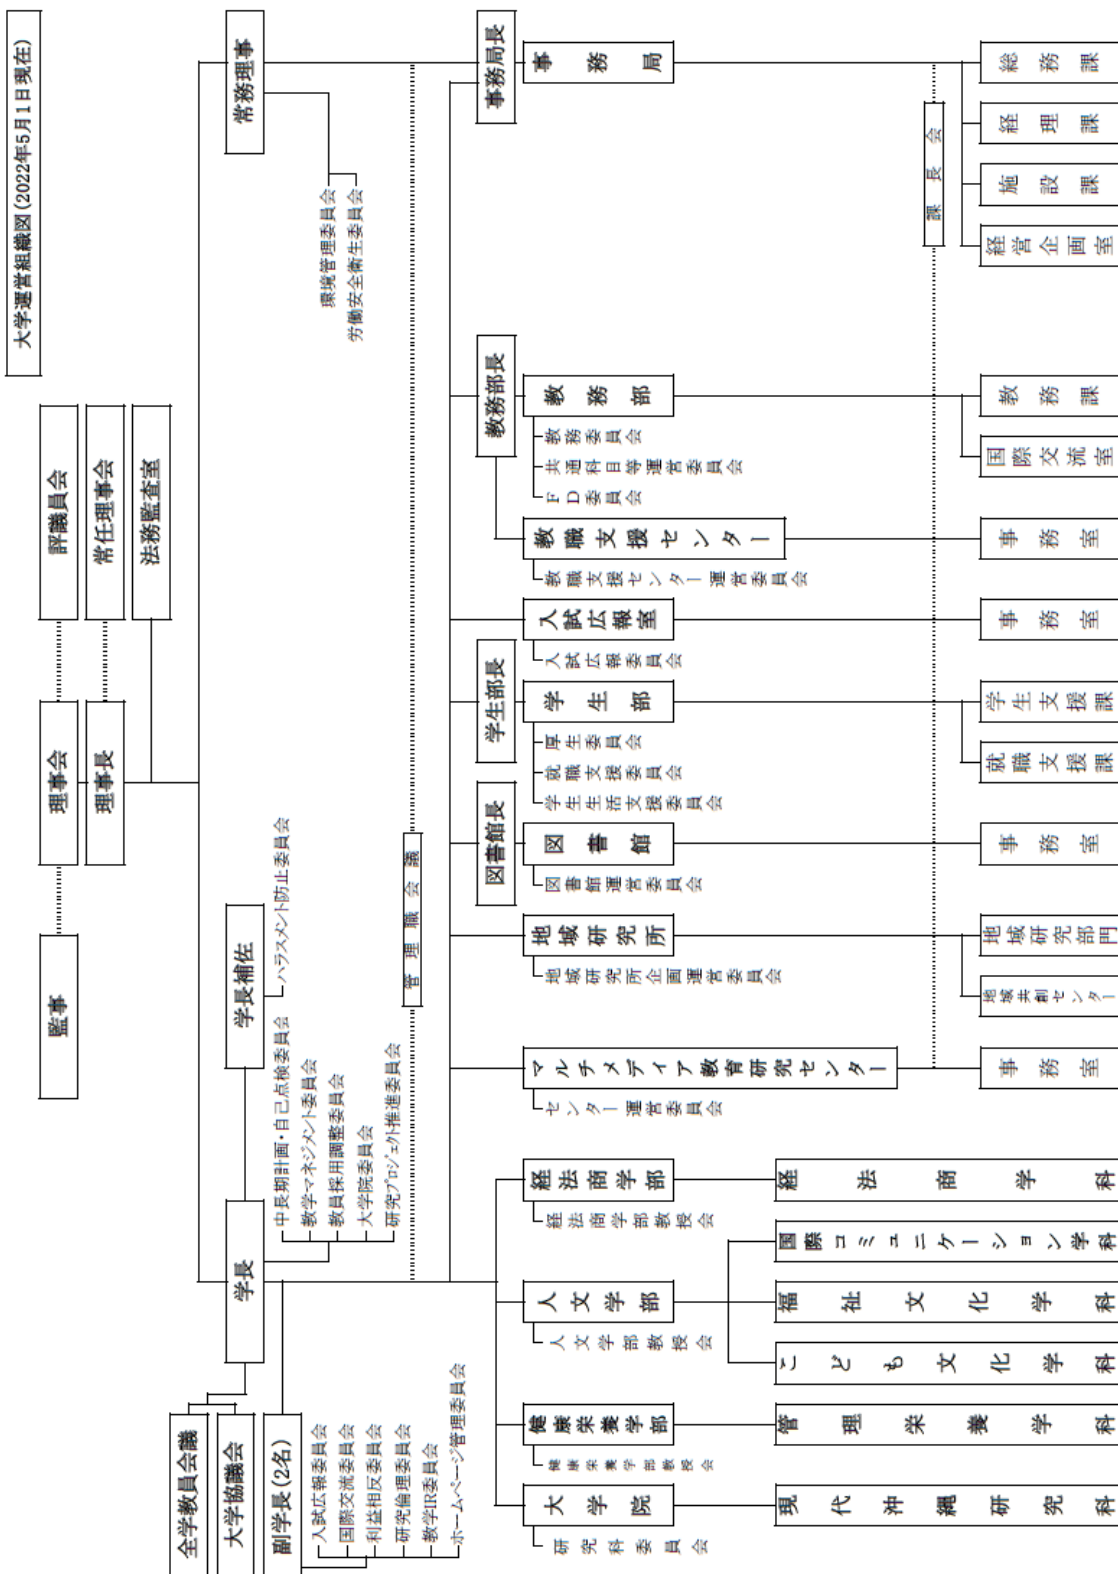 大学運営組織図(2022年5月1日現在)
監事
理事会
評議員会
理事長
常任理事会
法務監査室
全学教員会議
大学協議会
副学長(2名)
学長
学長補佐
常務理事
入試広報委員会
国際交流委員会
利益相反委員会
研究倫理委員会
教学IR委員会
ホームページ管理委員会
中長期計画・自己点検委員会
教学マネジメント委員会
教員採用調整委員会
大学院委員会
研究プロジェクト推進委員会
ハラスメント防止委員会
環境管理委員会
労働安全衛生委員会
管理職会議
図書館長
学生部長
教務部長
事務局長
大学院
研究科委員会
健康栄養学部
健康栄養学部教授会
人文学部
人文学部教授会
経法商学部
経法商学部教授会
マルチメディア教育研究センター
センター運営委員会
地域研究所
地域研究所企画運営委員会
図書館
図書館運営委員会
学生部
厚生委員会
就職支援委員会
学生生活支援委員会
入試広報室
入試広報委員会
教職支援センター
教職支援センター運営委員会
教務部
教務委員会
共通科目等運営委員会
FD委員会
事務局
課長会
現代沖縄研究科
管理栄養学科
こども文化学科
福祉文化学科
国際コミュニケーション学科
経法商学科
事務室
地域共創センター
地域研究部門
事務室
就職支援課
学生支援課
事務室
事務室
国際交流室
教務課
経営企画室
施設課
経理課
総務課